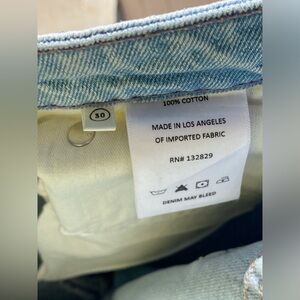 30
100% COTTON
MADE IN LOS ANGELES
OF IMPORTED FABRIC
RN# 132829
DENIM MAY BLEED